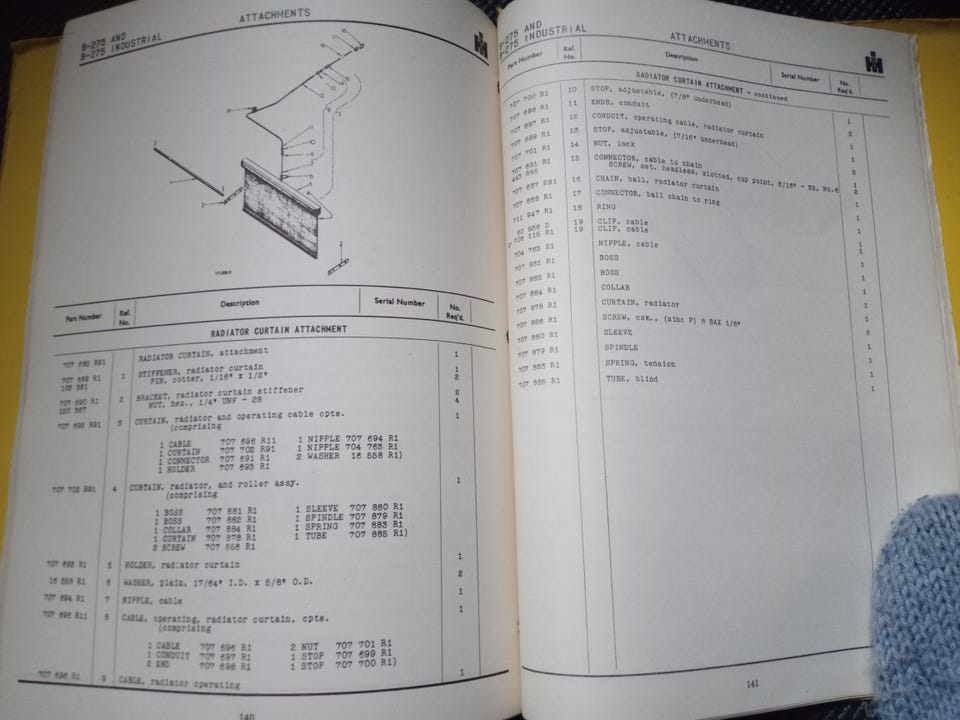 B-275 AND
B-275 INDUSTRIAL
ATTACHMENTS
Part Number Ref. No. Description Serial Number No. Req'd.
RADIATOR CURTAIN ATTACHMENT
707 685 R91 RADIATOR CURTAIN, attachment 1
707 689 R1 1 STIFFENER, radiator curtain 1
PIN, cotter, 1/16" x 1/2" 2
707 690 R1 2 BRACKET, radiator curtain stiffener 2
120 367 NUT, hex., 1/4" UNF - 28 4
707 692 R91 3 CURTAIN, radiator and operating cable cpte. 1
(comprising
1 CABLE 707 696 R11 1 NIPPLE 707 694 R1
1 CURTAIN 707 702 R91 1 NIPPLE 704 763 R1
1 CONNECTOR 707 691 R1 2 WASHER 16 558 R1)
1 HOLDER 707 693 R1
707 702 R91 4 CURTAIN, radiator, and roller assy. 1
(comprising
1 BOSS 707 881 R1 1 SLEEVE 707 880 R1
1 BOSS 707 882 R1 1 SPINDLE 707 879 R1
1 COLLAR 707 884 R1 1 SPRING 707 883 R1
1 CURTAIN 707 878 R1 1 TUBE 707 885 R1)
2 SCREW 707 886 R1
707 693 R1 5 HOLDER, radiator curtain 1
16 558 R1 6 WASHER, plain, 17/64" I.D. x 5/8" O.D. 2
707 694 R1 7 NIPPLE, cable 1
707 696 R11 8 CABLE, operating, radiator curtain, cpte. 1
(comprising
1 CABLE 707 696 R1 2 NUT 707 701 R1
1 CONDUIT 707 697 R1 1 STOP 707 699 R1
2 END 707 698 R1 1 STOP 707 700 R1)
707 696 R1 9 CABLE, radiator operating 1
140
B-275 AND
B-275 INDUSTRIAL
ATTACHMENTS
IH
Part Number Ref. No. Description Serial Number No. Req'd.
RADIATOR CURTAIN ATTACHMENT - continued
707 700 R1 10 STOP, adjustable, (7/8" underhead) 1
707 698 R1 11 ENDS, conduit 2
707 697 R1 12 CONDUIT, operating cable, radiator curtain 1
707 699 R1 13 STOP, adjustable, (7/16" underhead) 1
707 701 R1 14 NUT, lock 2
707 691 R1 15 CONNECTOR, cable to chain 1
443 895 SCREW, set, headless, slotted, cup point, 3/16" - 32, No.6 2
707 687 R91 16 CHAIN, ball, radiator curtain 1
707 688 R1 17 CONNECTOR, ball chain to ring 1
711 947 R1 18 RING 1
60 938 D 19 CLIP, cable 1
708 115 R1 19 CLIP, cable 1
704 763 R1 NIPPLE, cable 1
707 881 R1 BOSS 1
707 882 R1 BOSS 1
707 884 R1 COLLAR 1
707 878 R1 CURTAIN, radiator 1
707 886 R1 SCREW, csk., (zinc P) 8 BAX 1/8" 2
707 880 R1 SLEEVE 1
707 879 R1 SPINDLE 1
707 883 R1 SPRING, tension 1
707 885 R1 TUBE, blind 1
141